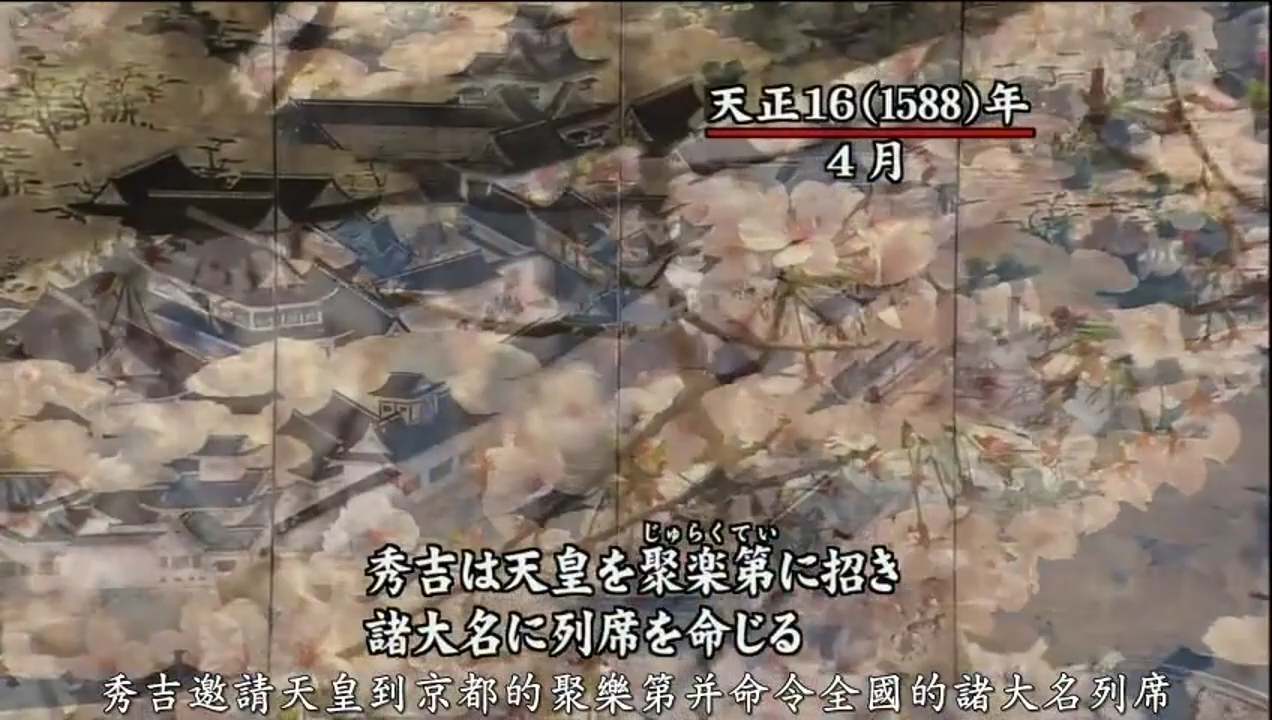 天正16(1588)年
4月
じゅらくてい
秀吉は天皇を聚楽第に招き
諸大名に列席を命じる
秀吉邀請天皇到京都的聚樂第并命令全國的諸大名列席